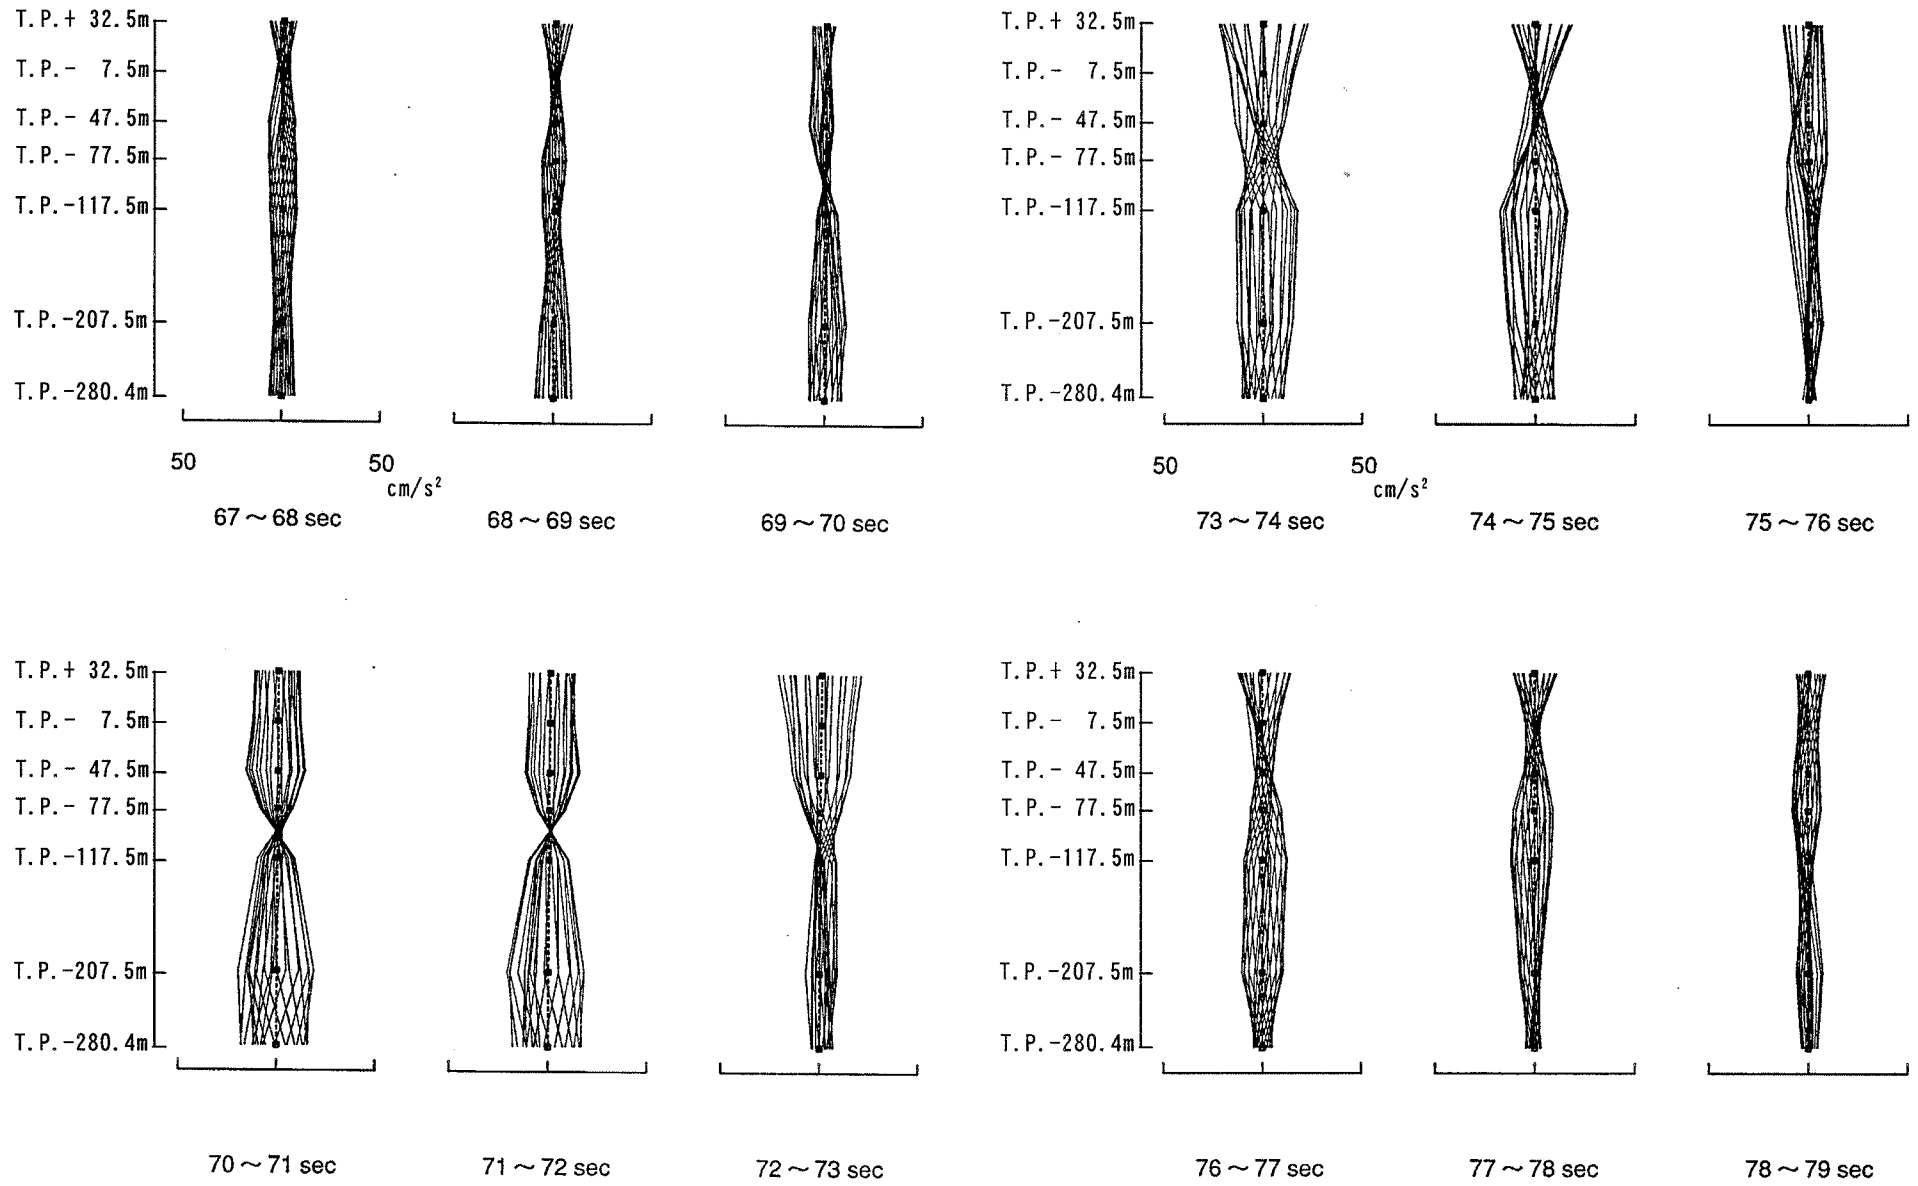 T.P.+ 32.5m
T.P.- 7.5m
T.P.- 47.5m
T.P.- 77.5m
T.P.-117.5m
T.P.-207.5m
T.P.-280.4m
50 50
cm/s²
67～68 sec 68～69 sec 69～70 sec
T.P.+ 32.5m
T.P.- 7.5m
T.P.- 47.5m
T.P.- 77.5m
T.P.-117.5m
T.P.-207.5m
T.P.-280.4m
50 50
cm/s²
73～74 sec 74～75 sec 75～76 sec
T.P.+ 32.5m
T.P.- 7.5m
T.P.- 47.5m
T.P.- 77.5m
T.P.-117.5m
T.P.-207.5m
T.P.-280.4m
70～71 sec 71～72 sec 72～73 sec
T.P.+ 32.5m
T.P.- 7.5m
T.P.- 47.5m
T.P.- 77.5m
T.P.-117.5m
T.P.-207.5m
T.P.-280.4m
76～77 sec 77～78 sec 78～79 sec